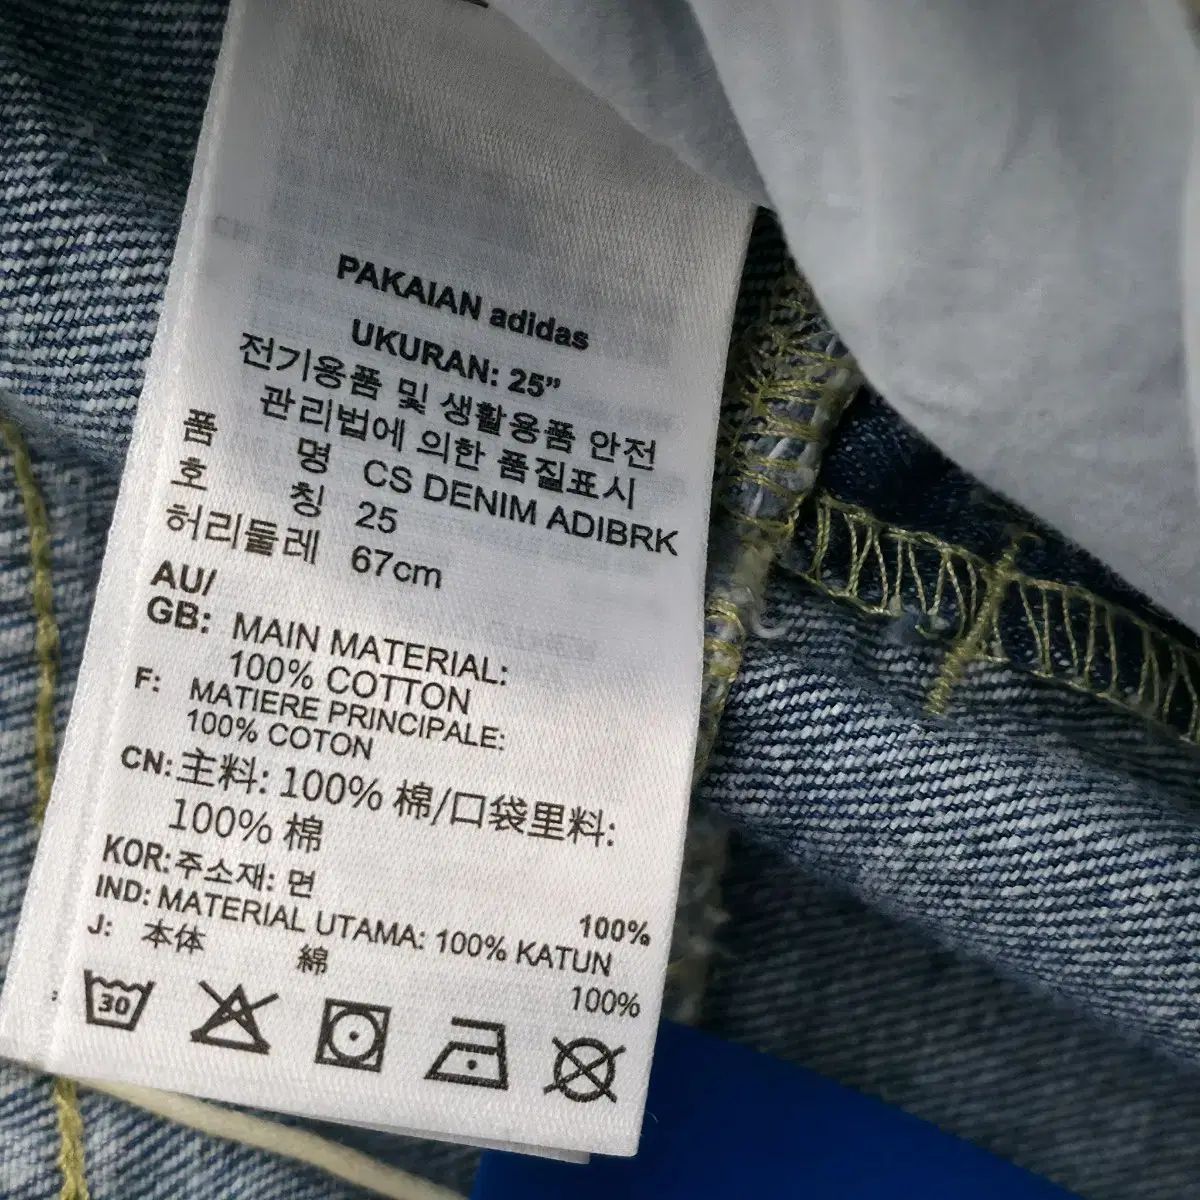 PAKAIAN adidas
UKURAN: 25”
전기용품 및 생활용품 안전
관리법에 의한 품질표시
품 명 CS DENIM ADIBRK
호 칭 25
허리둘레 67cm
AU/
GB: MAIN MATERIAL:
100% COTTON
F: MATIERE PRINCIPALE:
100% COTON
CN: 主料: 100% 棉/口袋里料:
100% 棉
KOR: 주소재: 면 100%
IND: MATERIAL UTAMA: 100% KATUN
J: 本体 綿 100%
30